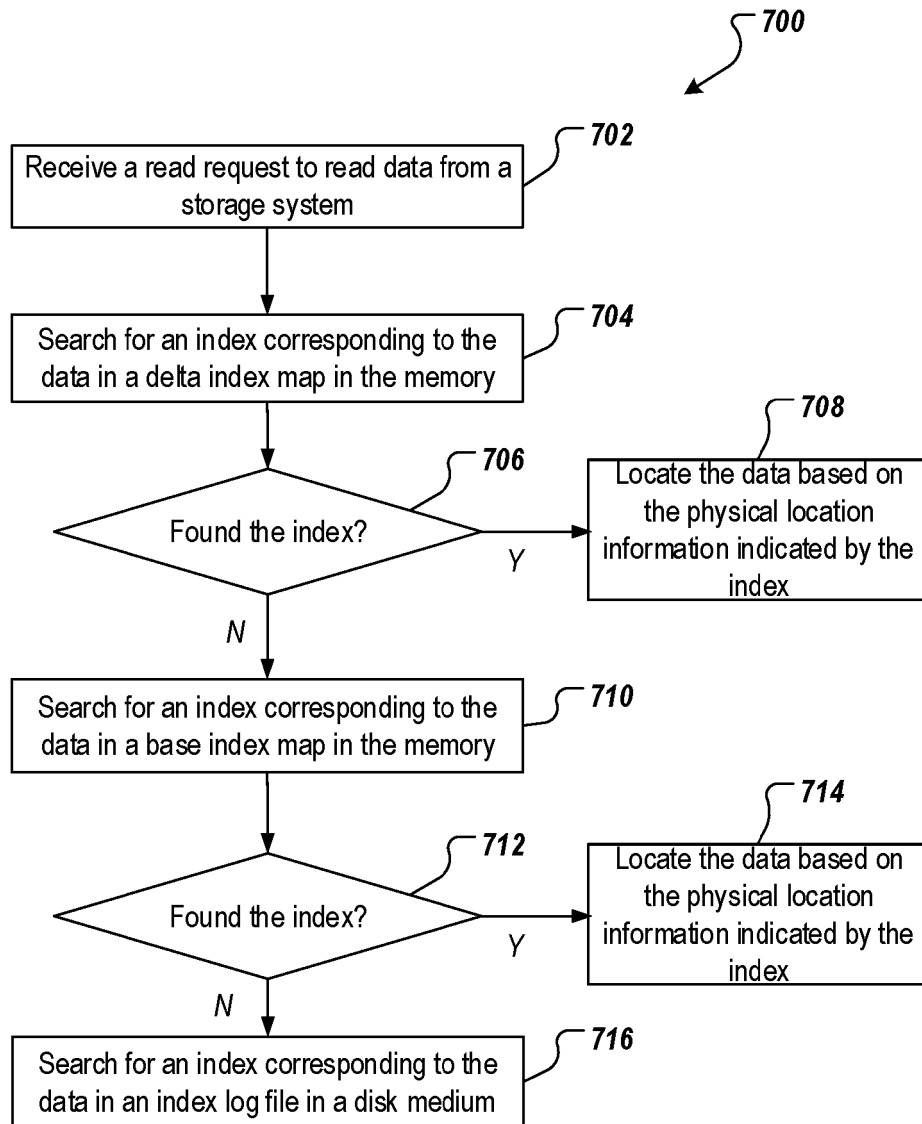 700
702
Receive a read request to read data from a
storage system
704
Search for an index corresponding to the
data in a delta index map in the memory
706
Found the index?
Y
N
708
Locate the data based on
the physical location
information indicated by the
index
710
Search for an index corresponding to the
data in a base index map in the memory
712
Found the index?
Y
N
714
Locate the data based on
the physical location
information indicated by the
index
716
Search for an index corresponding to the
data in an index log file in a disk medium